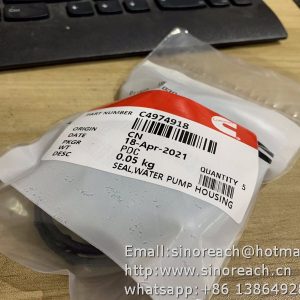 PART NUMBER C4974918
ORIGIN CN
DATE 18-Apr-2021
PKGR PDC
WT 0.05 kg
DESC SEAL,WATER PUMP HOUSING
QUANTITY 5
Email:sinoreach@hotma
http://www.sinoreach.cn
whatsapp: +86 13864928